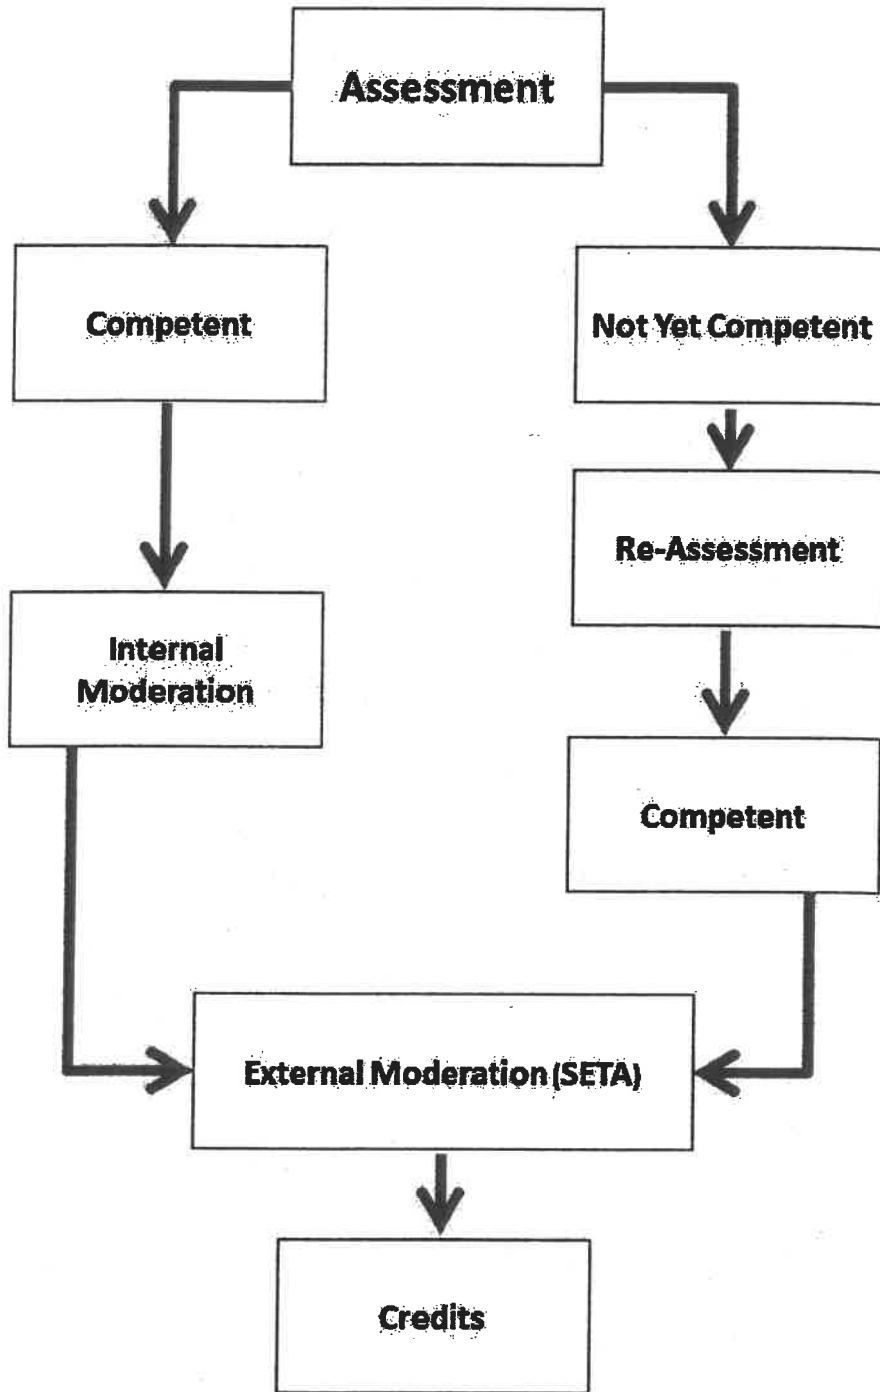 Assessment
Competent
Not Yet Competent
Re-Assessment
Internal
Moderation
Competent
External Moderation (SETA)
Credits